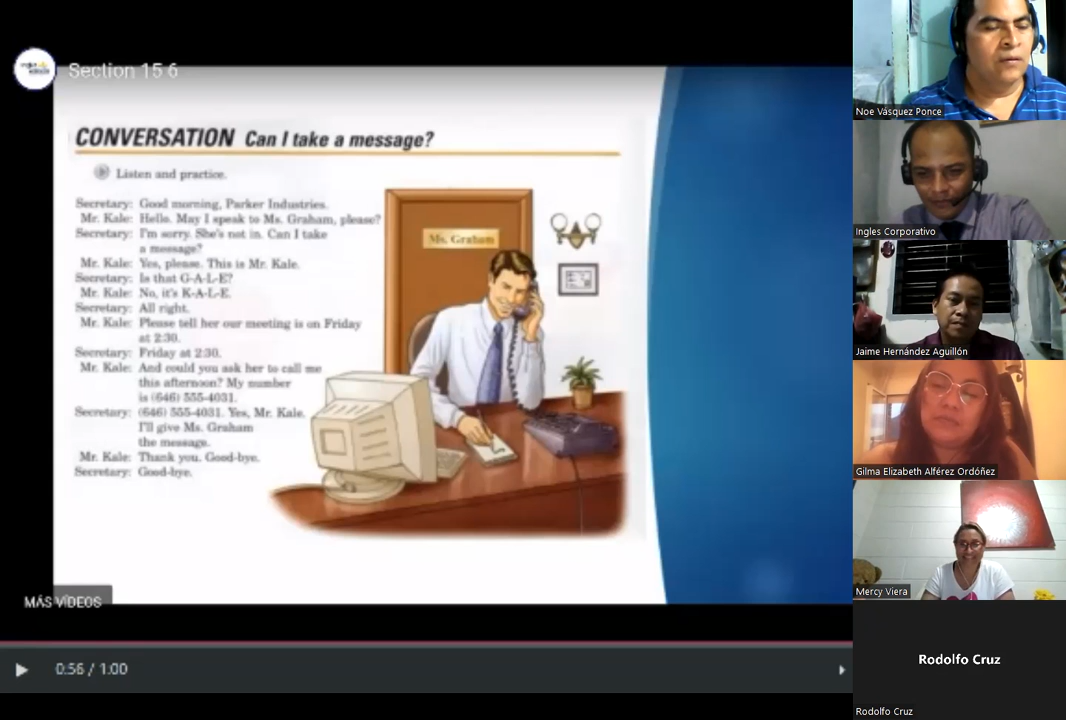 Section 15 6
CONVERSATION Can I take a message?
Listen and practice.
Secretary: Good morning, Parker Industries.
Mr. Kale: Hello. May I speak to Ms. Graham, please?
Secretary: I'm sorry. She's not in. Can I take
a message?
Mr. Kale: Yes, please. This is Mr. Kale.
Secretary: Is that G-A-L-E?
Mr. Kale: No, it's K-A-L-E.
Secretary: All right.
Mr. Kale: Please tell her our meeting is on Friday
at 2:30.
Secretary: Friday at 2:30.
Mr. Kale: And could you ask her to call me
this afternoon? My number
is (646) 555-4031.
Secretary: (646) 555-4031. Yes, Mr. Kale.
I'll give Ms. Graham
the message.
Mr. Kale: Thank you. Good-bye.
Secretary: Good-bye.
Ms. Graham
MÁS VÍDEOS
0:56 / 1:00
Noe Vásquez Ponce
Ingles Corporativo
Jaime Hernández Aguillón
Gilma Elizabeth Alférez Ordóñez
Mercy Viera
Rodolfo Cruz
Rodolfo Cruz